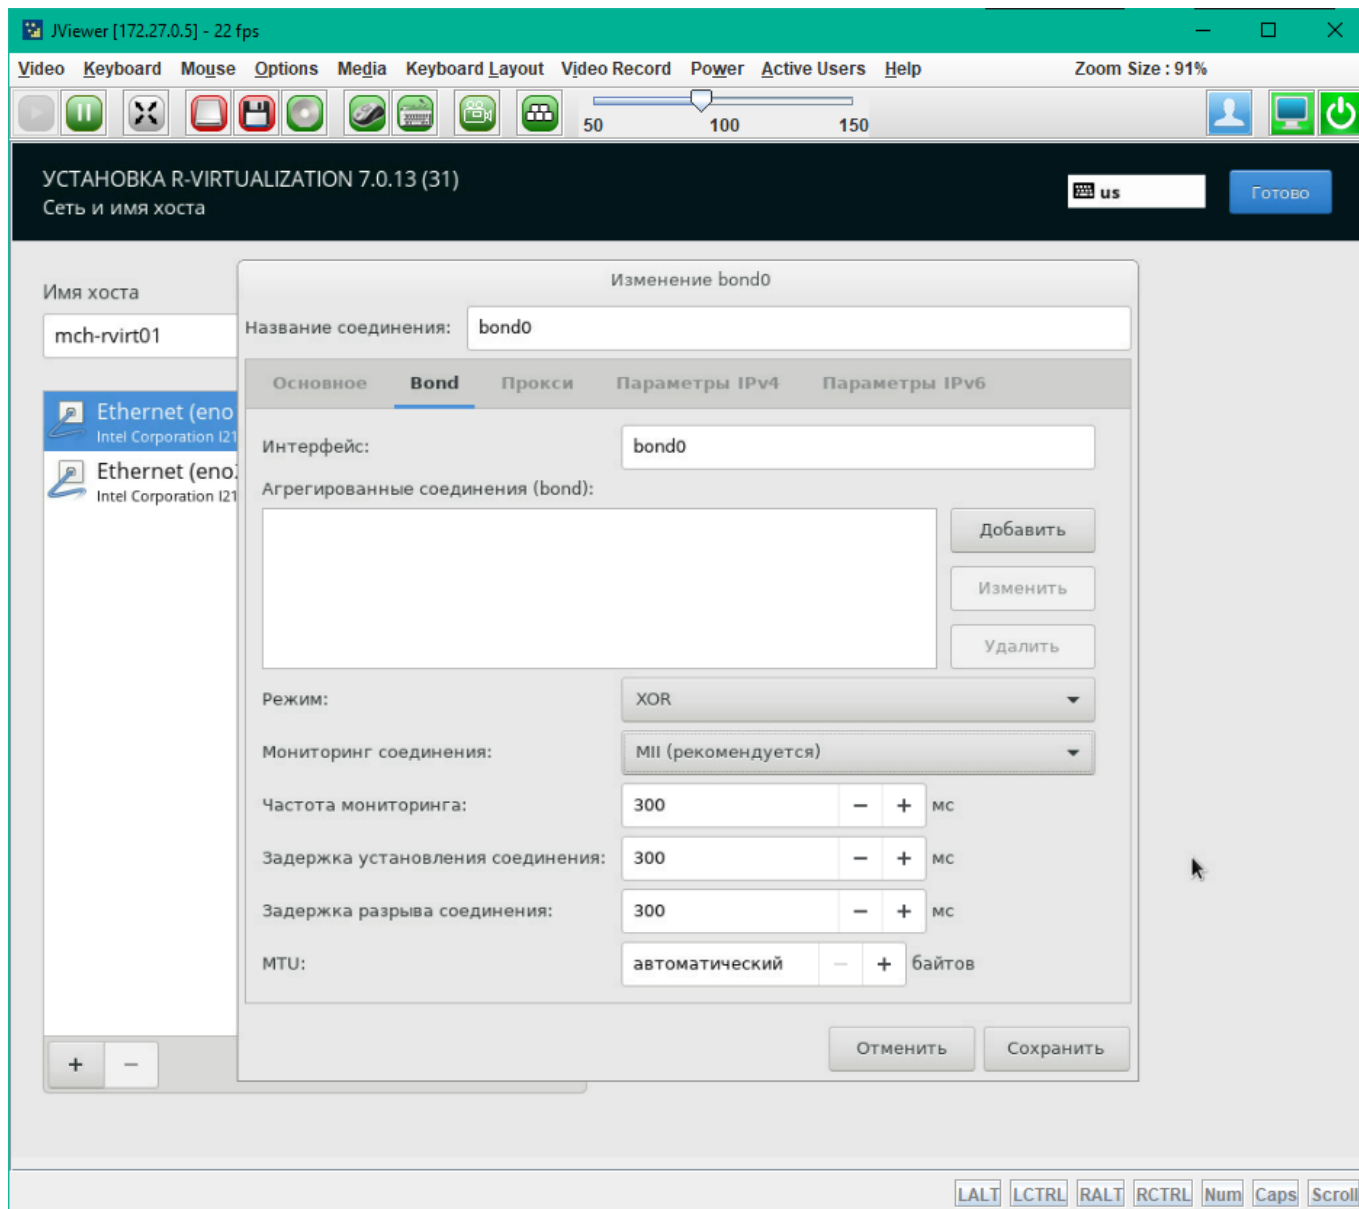 JViewer [172.27.0.5] - 22 fps
Video Keyboard Mouse Options Media Keyboard Layout Video Record Power Active Users Help Zoom Size : 91%
50 100 150
УСТАНОВКА R-VIRTUALIZATION 7.0.13 (31)
Сеть и имя хоста
us
Готово
Имя хоста
mch-rvirt01
Ethernet (eno
Intel Corporation I21
Ethernet (eno
Intel Corporation I21
+ −
Изменение bond0
Название соединения: bond0
Основное Bond Прокси Параметры IPv4 Параметры IPv6
Интерфейс: bond0
Агрегированные соединения (bond):
Добавить
Изменить
Удалить
Режим: XOR
Мониторинг соединения: MII (рекомендуется)
Частота мониторинга: 300 − + мс
Задержка установления соединения: 300 − + мс
Задержка разрыва соединения: 300 − + мс
MTU: автоматический − + байтов
Отменить Сохранить
LALT LCTRL RALT RCTRL Num Caps Scroll